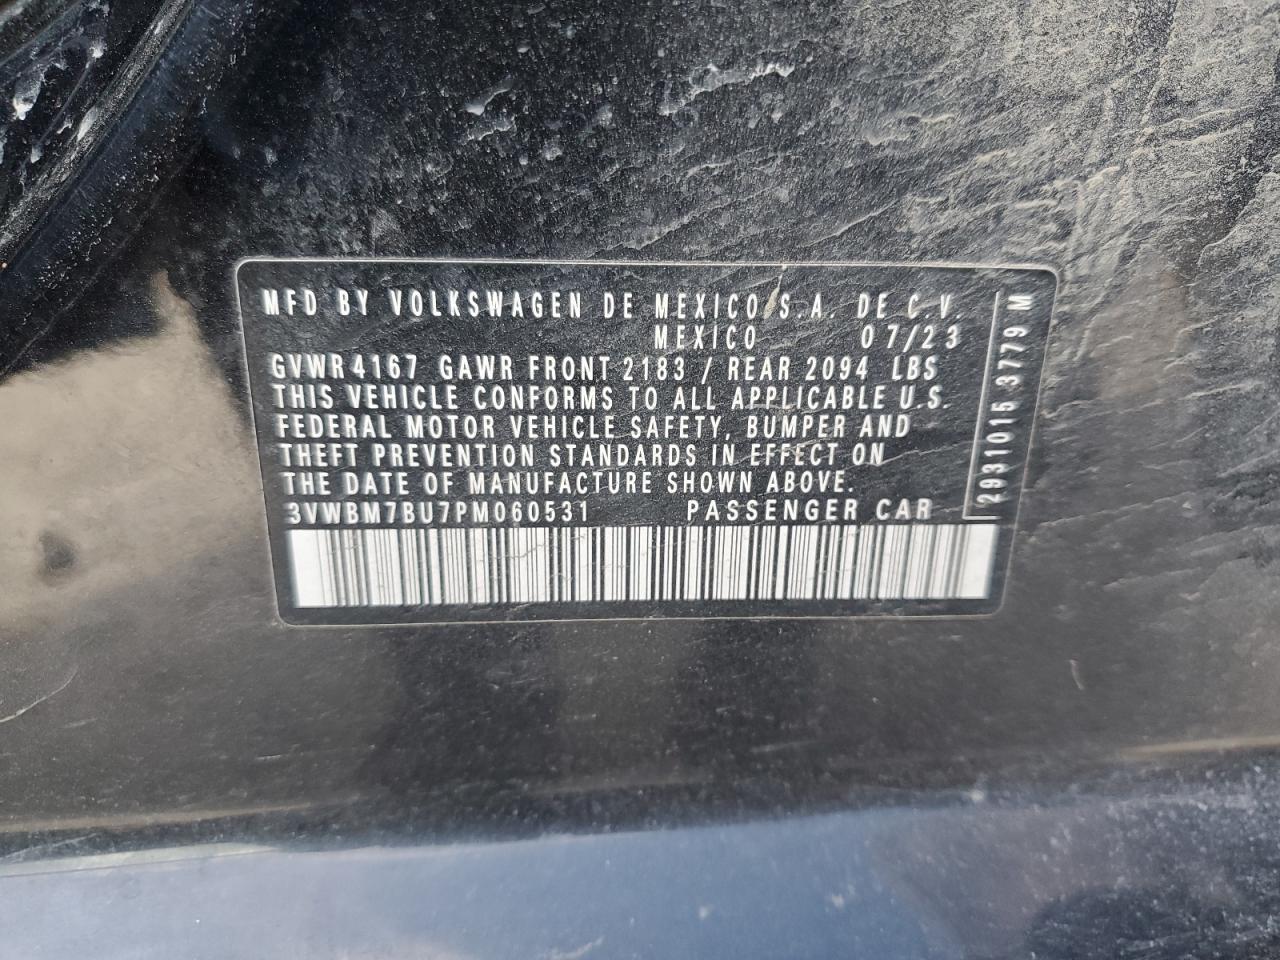 MFD BY VOLKSWAGEN DE MEXICO S.A. DE C.V.
MEXICO 07/23
GVWR 4167 GAWR FRONT 2183 / REAR 2094 LBS
THIS VEHICLE CONFORMS TO ALL APPLICABLE U.S.
FEDERAL MOTOR VEHICLE SAFETY, BUMPER AND
THEFT PREVENTION STANDARDS IN EFFECT ON
THE DATE OF MANUFACTURE SHOWN ABOVE.
3VWBM7BU7PM060531 PASSENGER CAR
2931015 3779 M